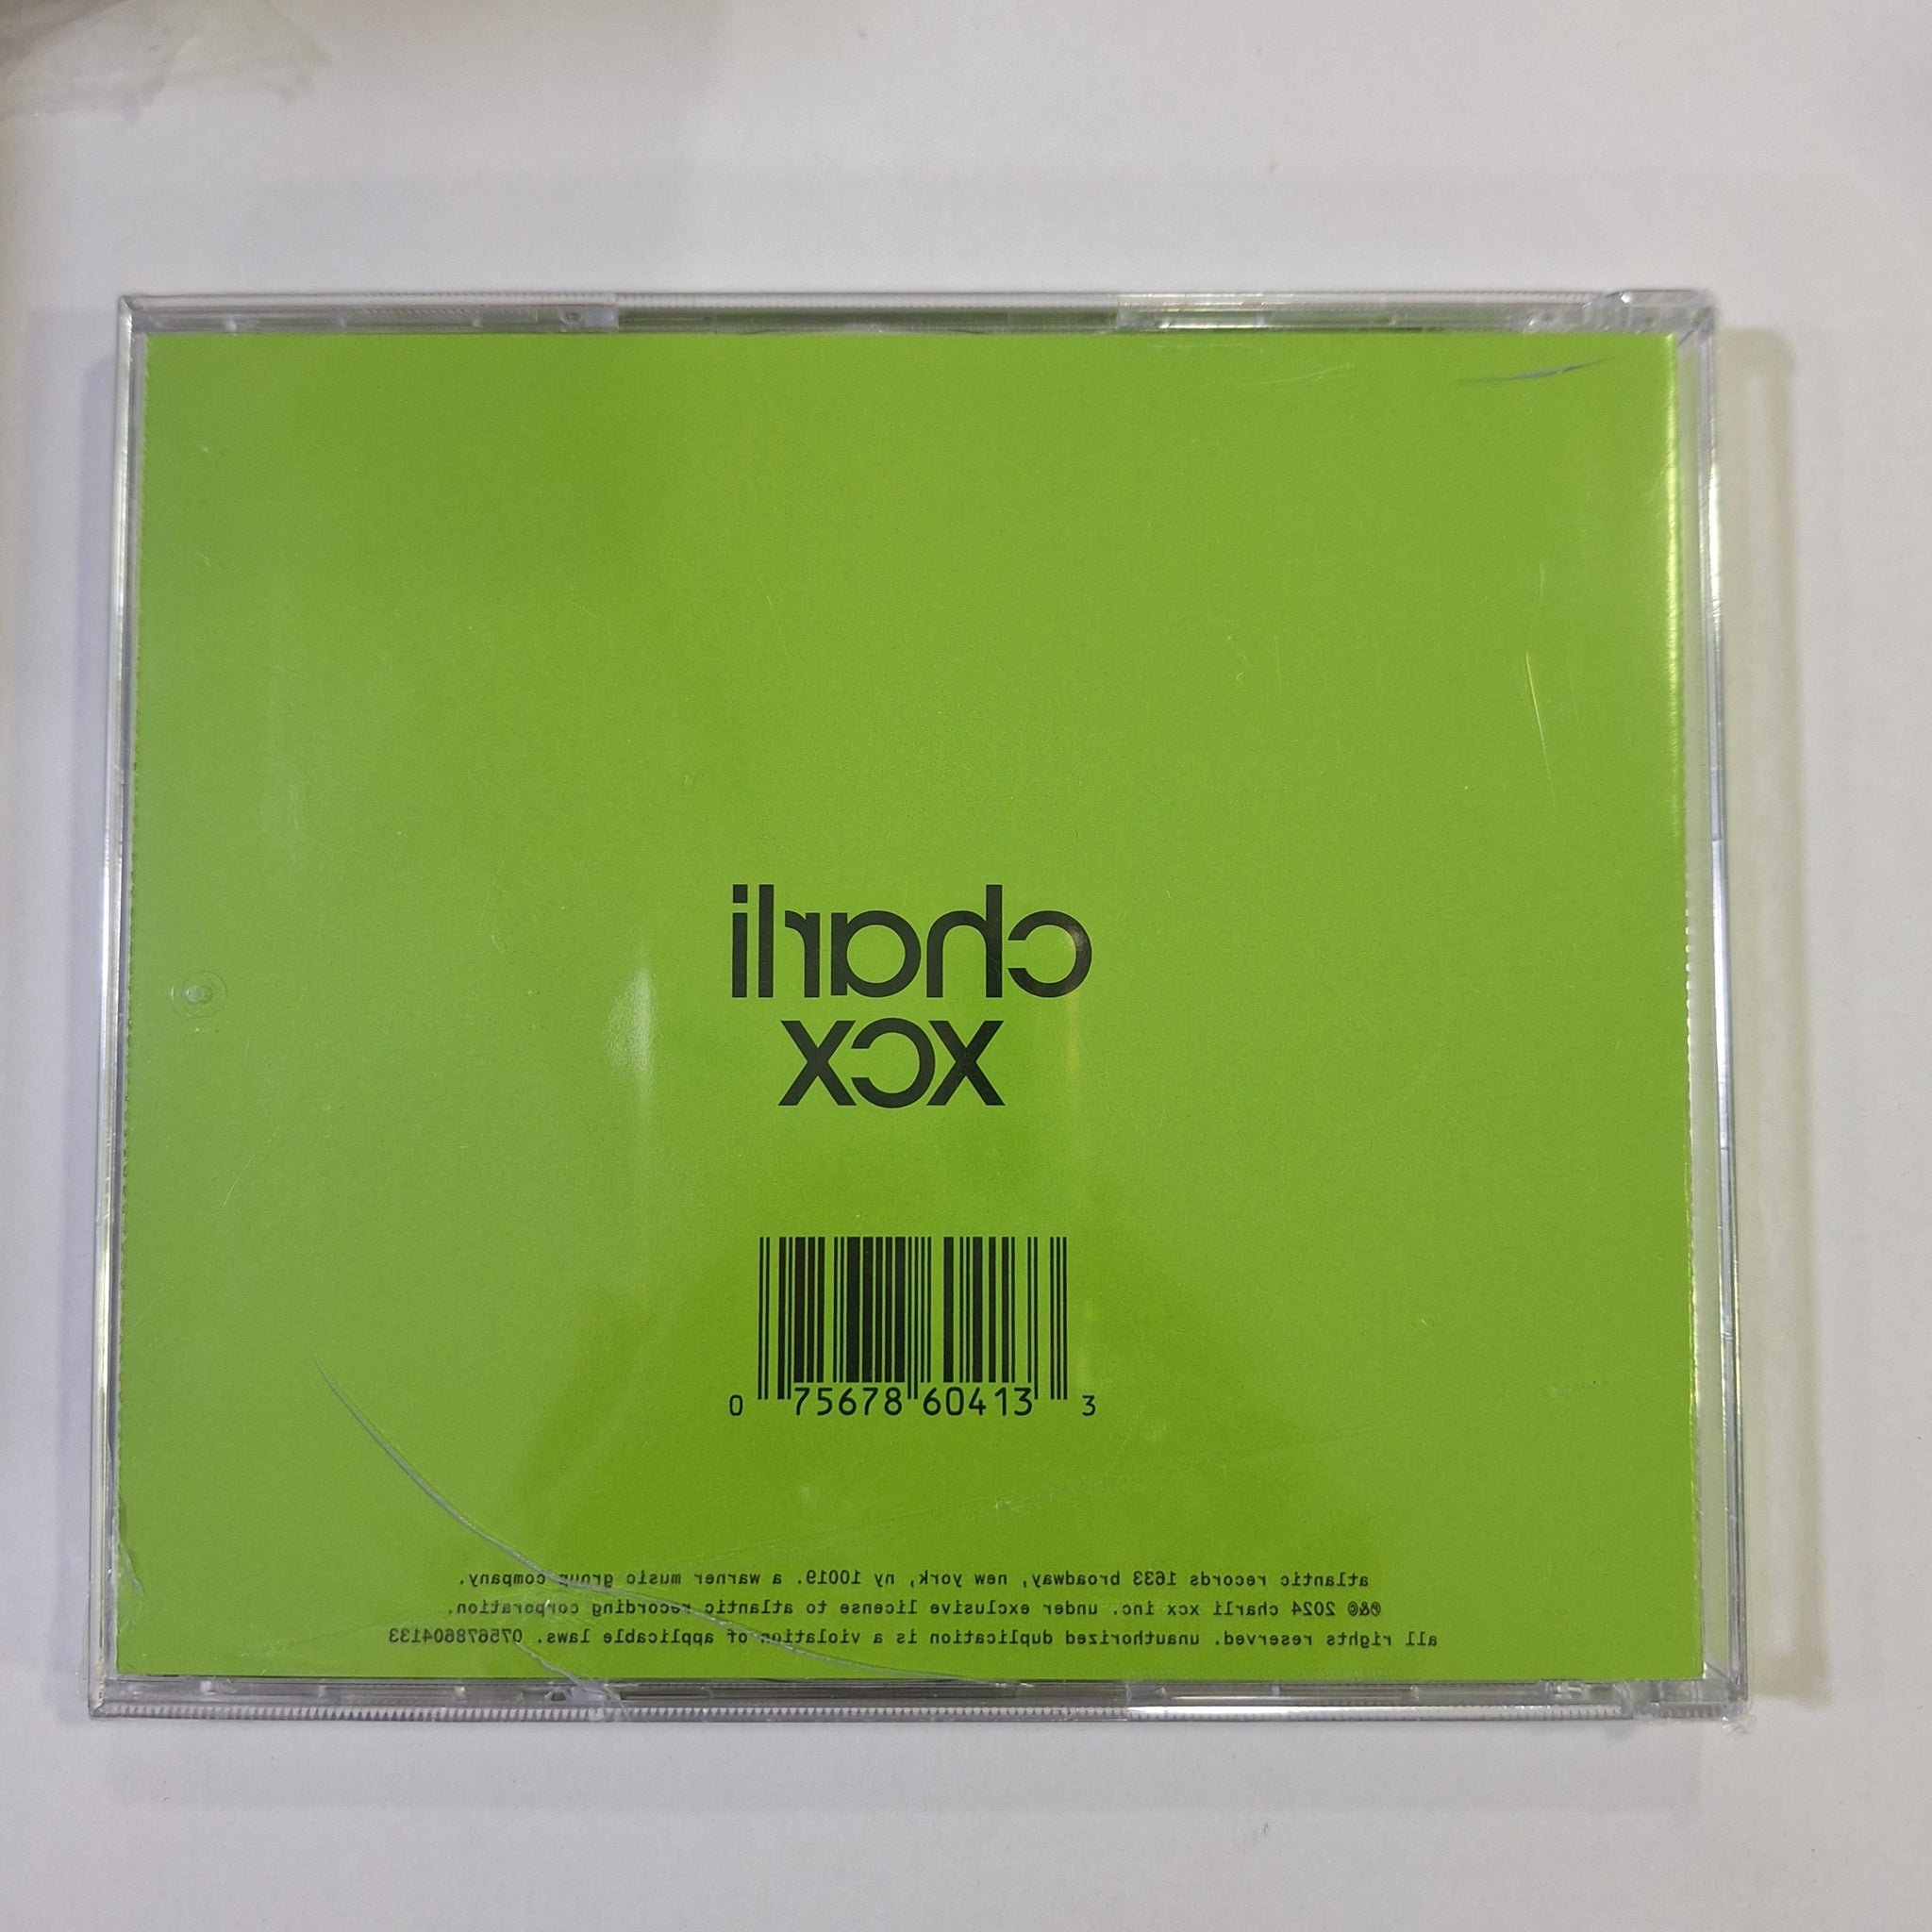 charli
xcx
0 75678 60413 3
atlantic records 1633 broadway, new york, ny 10019. a warner music group company.
℗&© 2024 charli xcx inc. under exclusive license to atlantic recording corporation.
all rights reserved. unauthorized duplication is a violation of applicable laws. 075678604133